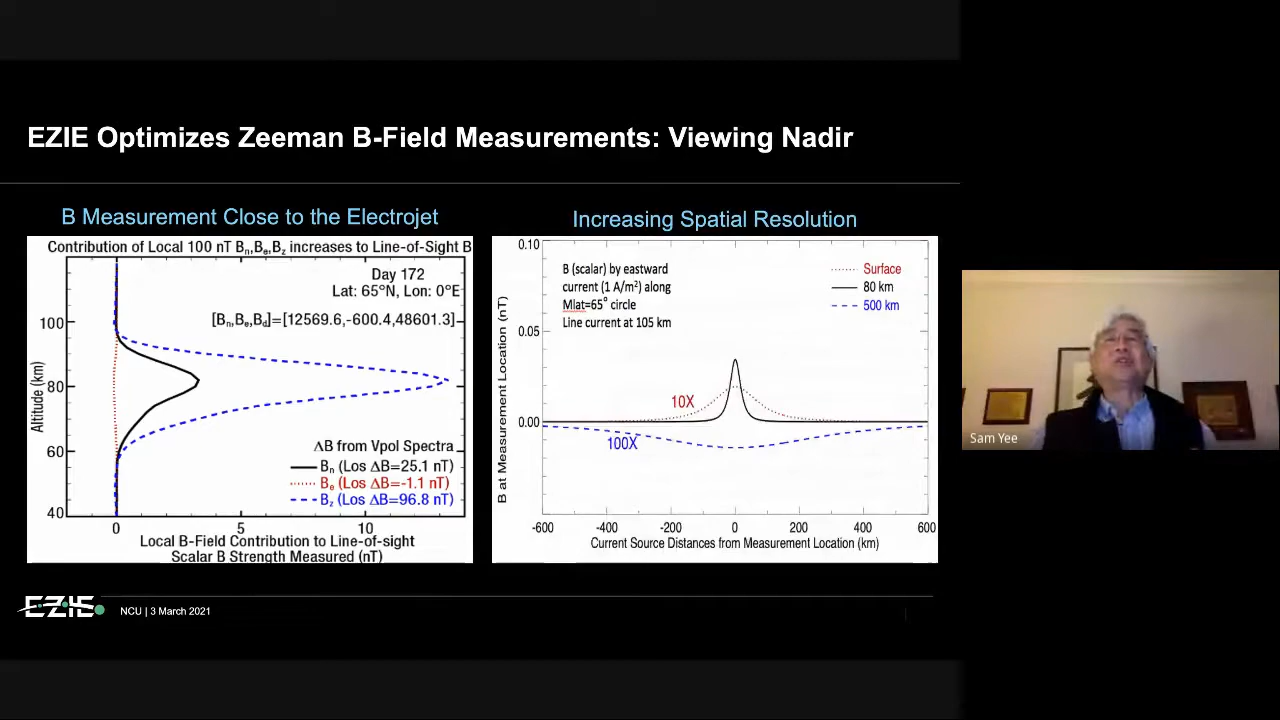 EZIE Optimizes Zeeman B-Field Measurements: Viewing Nadir
B Measurement Close to the Electrojet
Contribution of Local 100 nT Bn,Be,Bz increases to Line-of-Sight B
Day 172
Lat: 65°N, Lon: 0°E
[Bn,Be,Bd]=[12569.6,-600.4,48601.3]
100
80
60
40
Altitude (km)
ΔB from Vpol Spectra
Bn (Los ΔB=25.1 nT)
Be (Los ΔB=-1.1 nT)
Bz (Los ΔB=96.8 nT)
0 5 10
Local B-Field Contribution to Line-of-sight
Scalar B Strength Measured (nT)
Increasing Spatial Resolution
0.10
0.05
0.00
B at Measurement Location (nT)
B (scalar) by eastward
current (1 A/m²) along
Mlat=65° circle
Line current at 105 km
Surface
80 km
500 km
10X
100X
-600 -400 -200 0 200 400 600
Current Source Distances from Measurement Location (km)
Sam Yee
EZIE
NCU | 3 March 2021